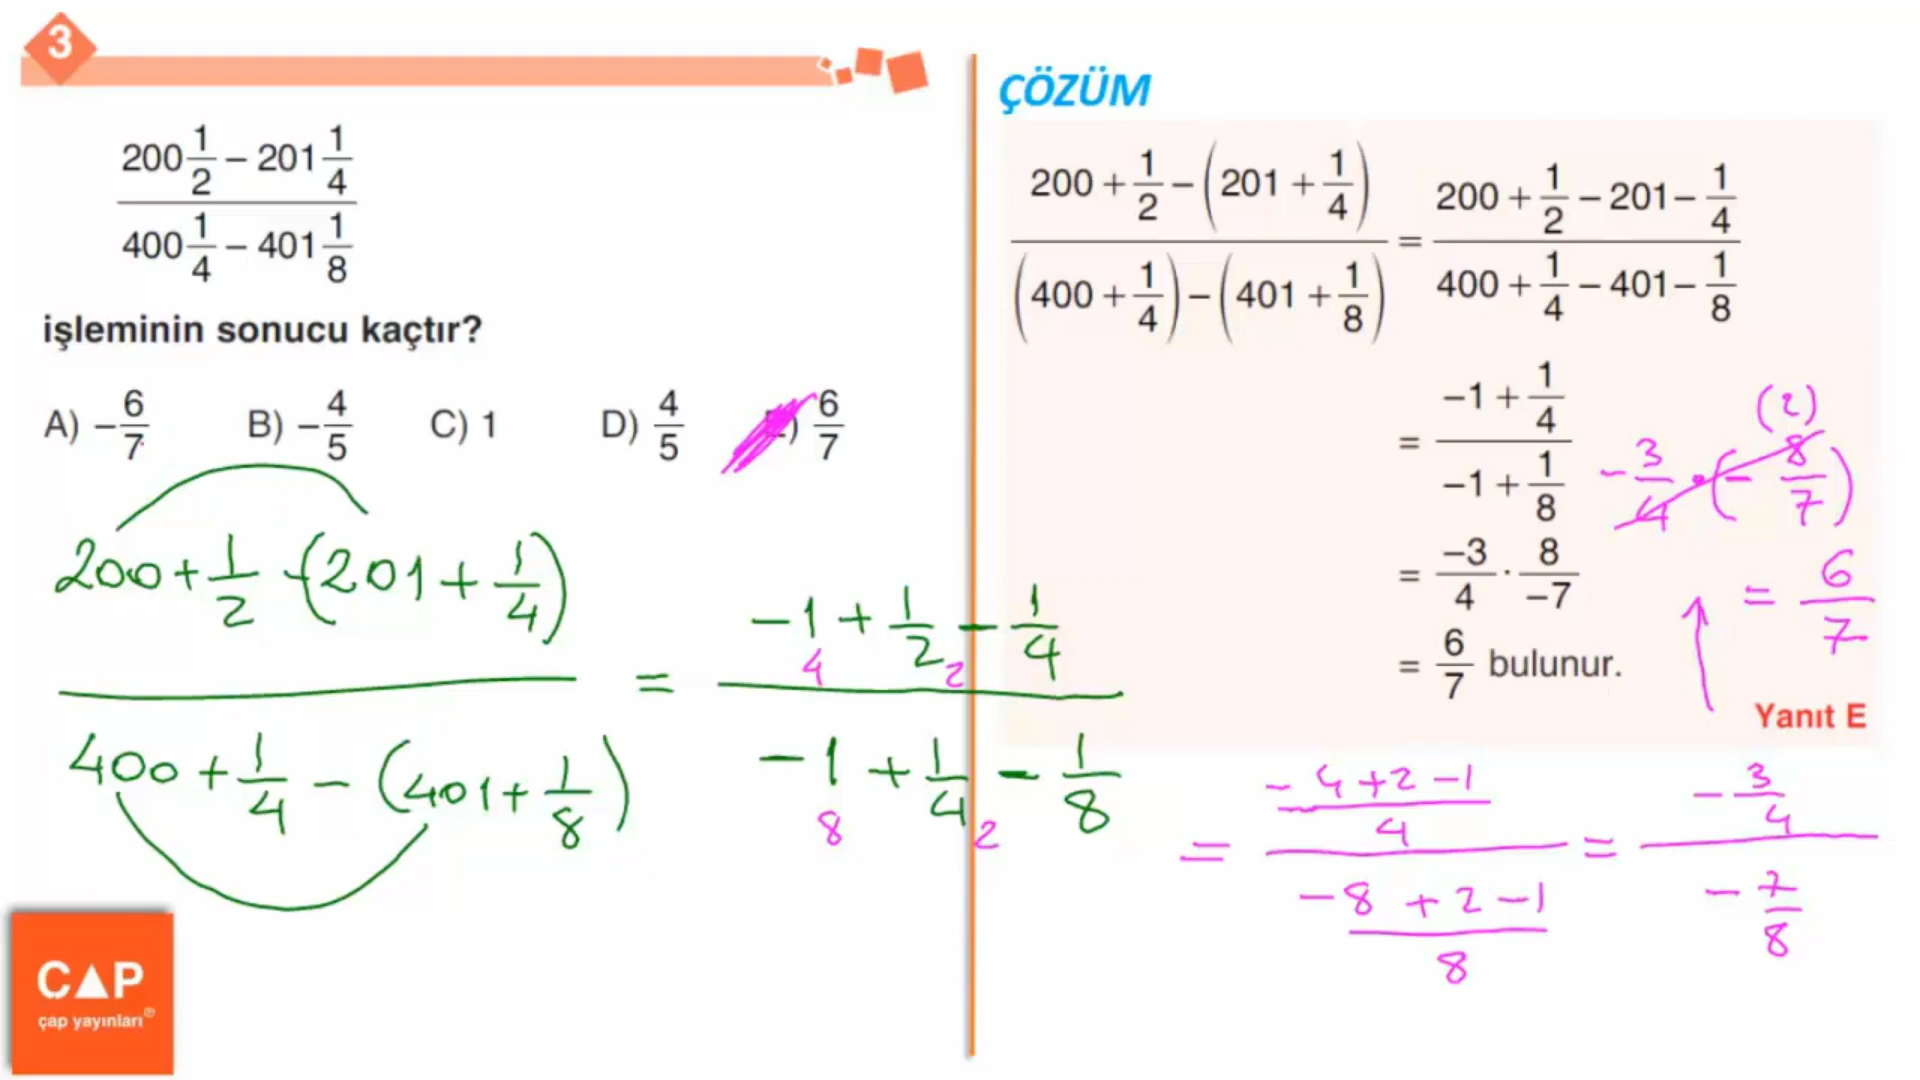 3
200 1/2 − 201 1/4
400 1/4 − 401 1/8
işleminin sonucu kaçtır?
A) −6/7 B) −4/5 C) 1 D) 4/5 6/7
200 + 1/2 − (201 + 1/4)
400 + 1/4 − (401 + 1/8)
= −1 + 1/2 − 1/4
4 2
−1 + 1/4 − 1/8
8 2
ÇAP
çap yayınları®
ÇÖZÜM
200 + 1/2 − (201 + 1/4) = 200 + 1/2 − 201 − 1/4
(400 + 1/4) − (401 + 1/8) 400 + 1/4 − 401 − 1/8
= −1 + 1/4
−1 + 1/8
= −3/4 · 8/−7
= 6/7 bulunur.
Yanıt E
(2)
−3/4 · (−8/7)
= 6/7
= −4+2−1/4
−8+2−1/8
= −3/4
−7/8